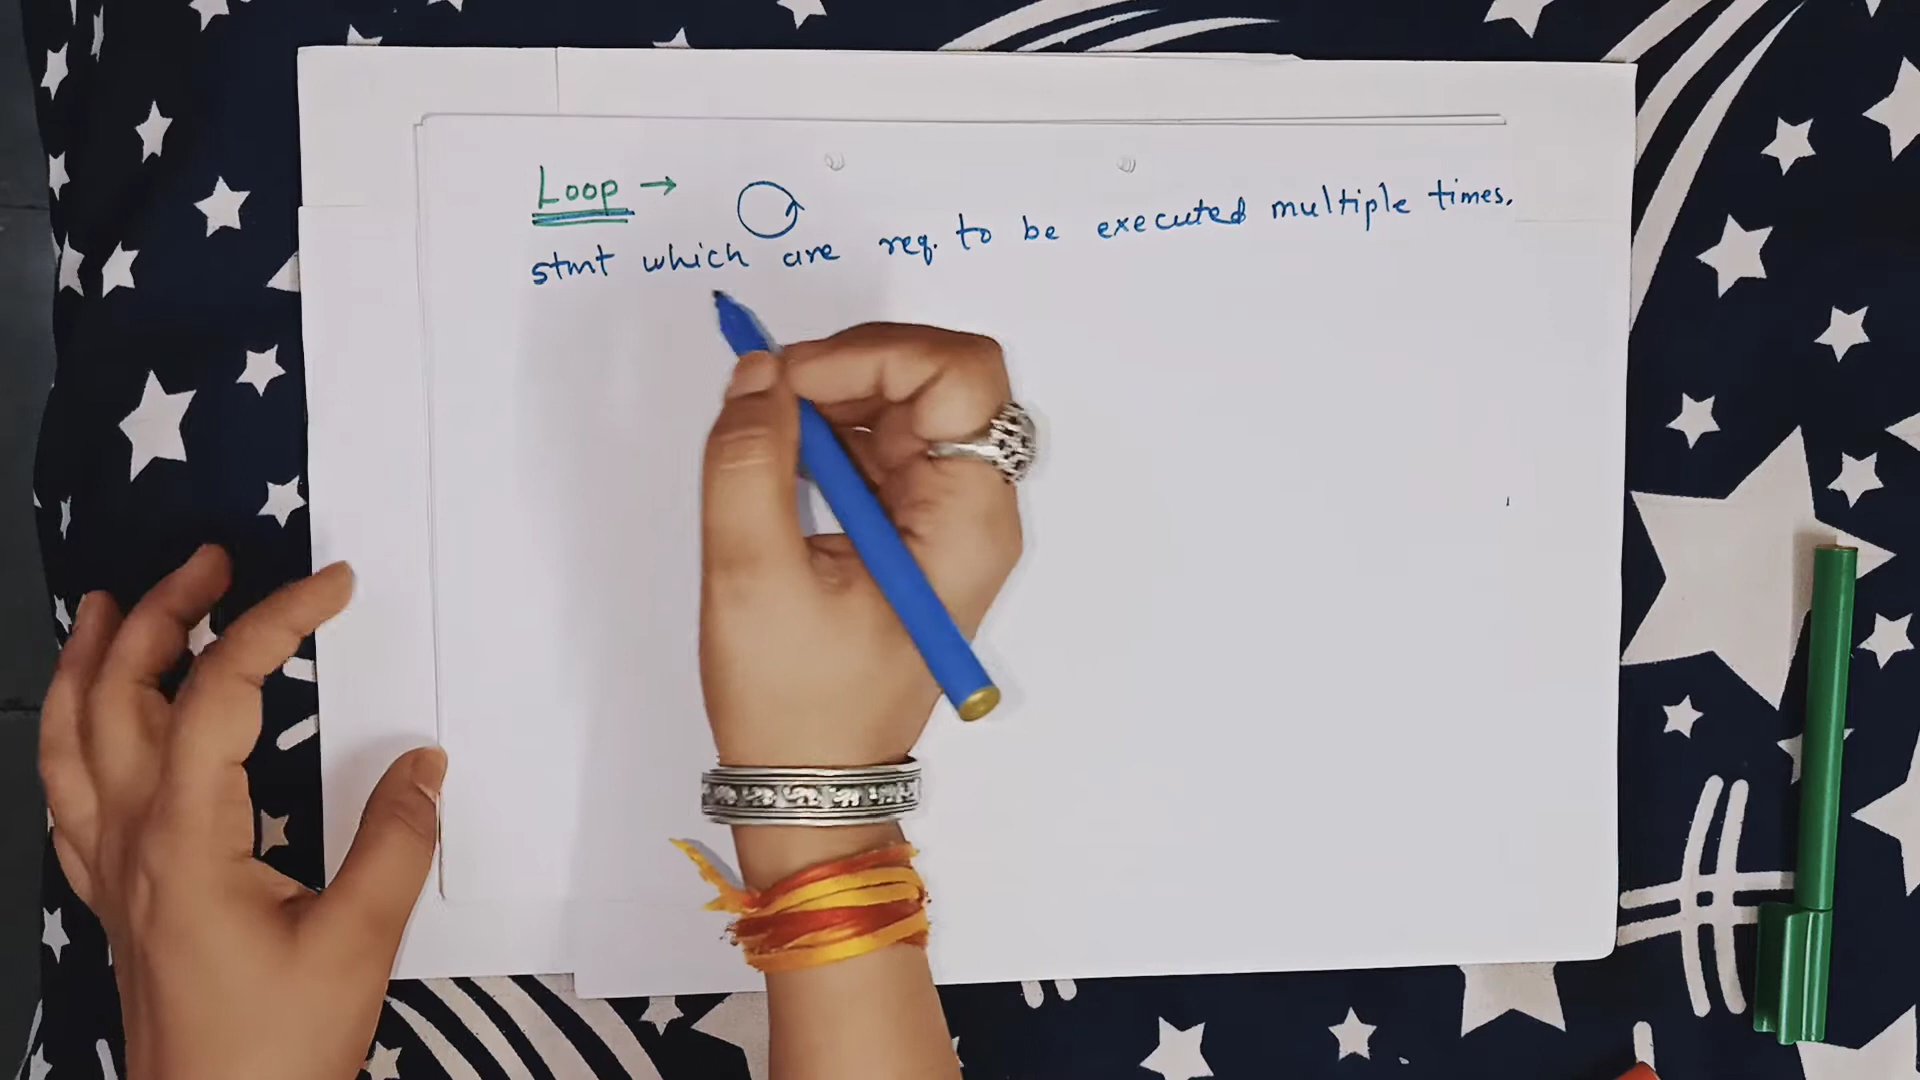 Loop →
stmt which are req. to be executed multiple times.